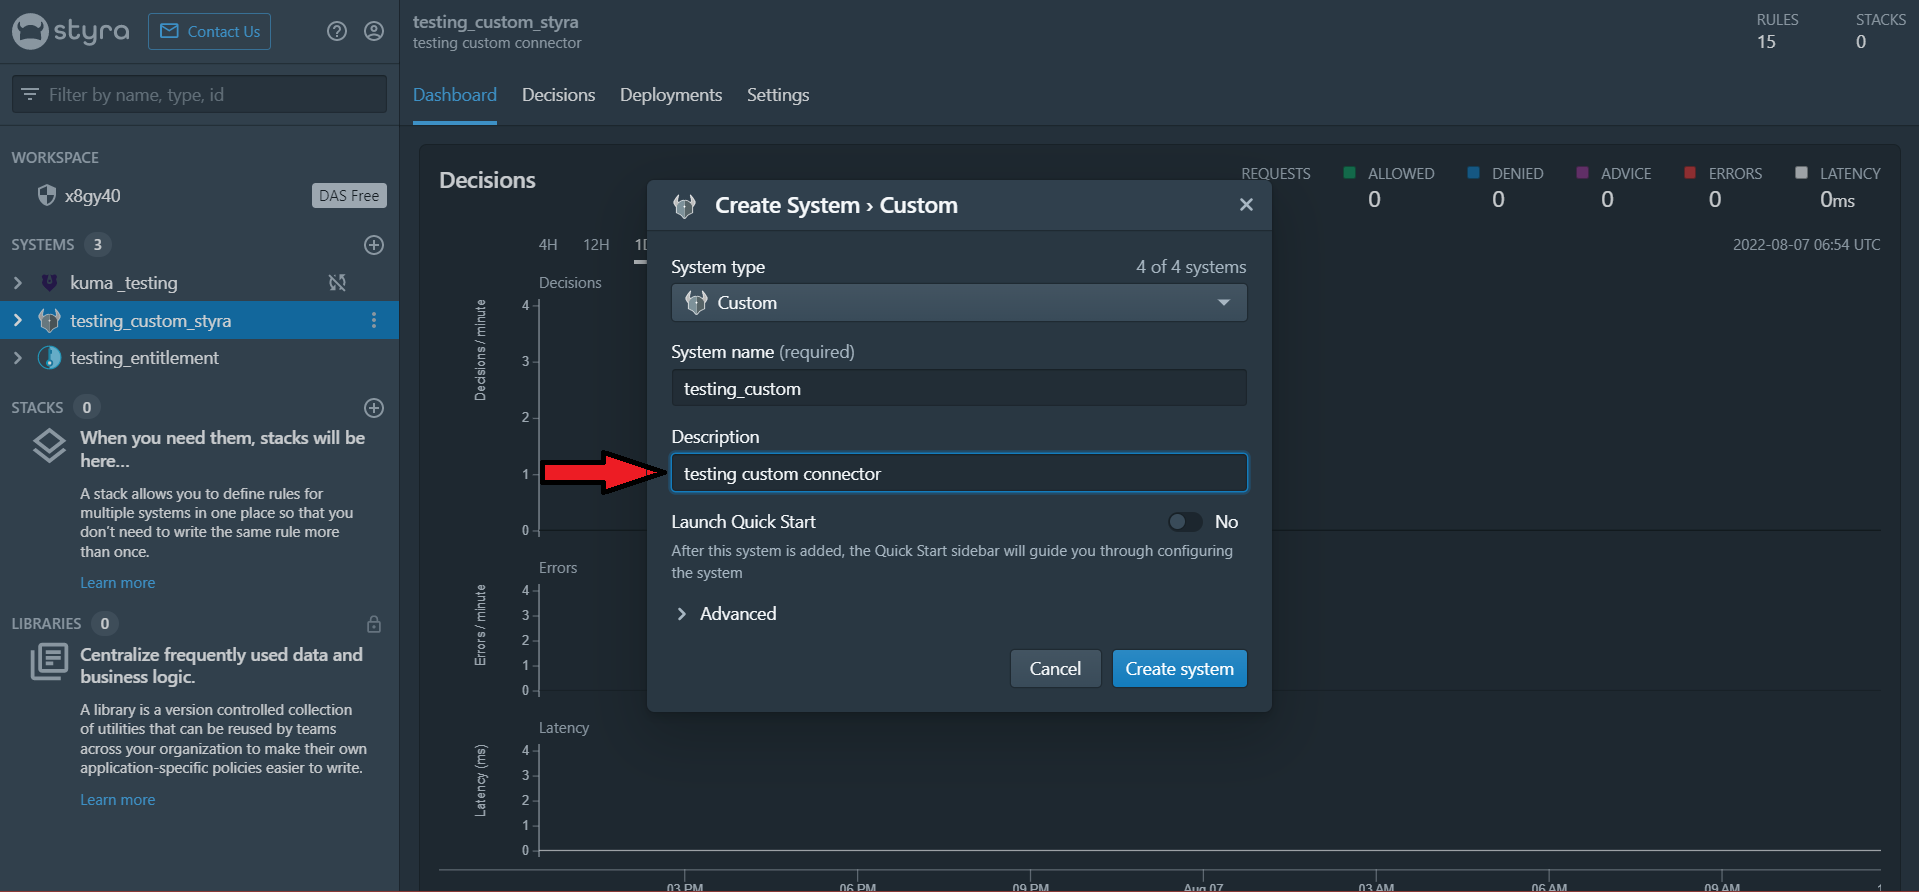 styra
Contact Us
Filter by name, type, id
WORKSPACE
x8gy40
DAS Free
SYSTEMS 3
kuma _testing
testing_custom_styra
testing_entitlement
STACKS 0
When you need them, stacks will be
here...
A stack allows you to define rules for
multiple systems in one place so that you
don't need to write the same rule more
than once.
Learn more
LIBRARIES 0
Centralize frequently used data and
business logic.
A library is a version controlled collection
of utilities that can be reused by teams
across your organization to make their own
application-specific policies easier to write.
Learn more
testing_custom_styra
testing custom connector
RULES
15
STACKS
0
Dashboard Decisions Deployments Settings
Decisions
REQUESTS
ALLOWED
0
DENIED
0
ADVICE
0
ERRORS
0
LATENCY
0ms
4H 12H
2022-08-07 06:54 UTC
Decisions
Decisions / minute
4
3
2
1
0
Errors
Errors / minute
4
3
2
1
0
Latency
Latency (ms)
4
3
2
1
0
03 PM 06 PM 09 PM Aug 07 03 AM 06 AM 09 AM
Create System › Custom
System type
4 of 4 systems
Custom
System name (required)
testing_custom
Description
testing custom connector
Launch Quick Start
No
After this system is added, the Quick Start sidebar will guide you through configuring
the system
Advanced
Cancel
Create system